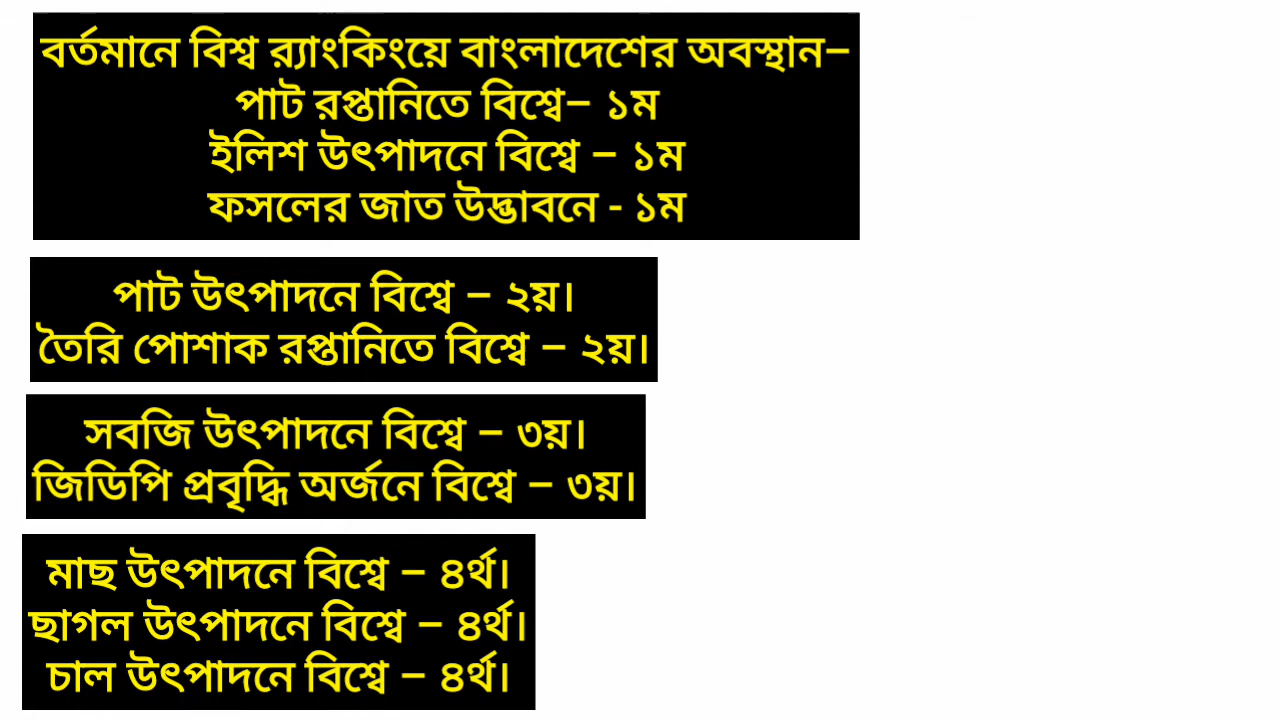 বর্তমানে বিশ্ব র‍্যাংকিংয়ে বাংলাদেশের অবস্থান–
পাট রপ্তানিতে বিশ্বে– ১ম
ইলিশ উৎপাদনে বিশ্বে – ১ম
ফসলের জাত উদ্ভাবনে - ১ম
পাট উৎপাদনে বিশ্বে – ২য়।
তৈরি পোশাক রপ্তানিতে বিশ্বে – ২য়।
সবজি উৎপাদনে বিশ্বে – ৩য়।
জিডিপি প্রবৃদ্ধি অর্জনে বিশ্বে – ৩য়।
মাছ উৎপাদনে বিশ্বে – ৪র্থ।
ছাগল উৎপাদনে বিশ্বে – ৪র্থ।
চাল উৎপাদনে বিশ্বে – ৪র্থ।